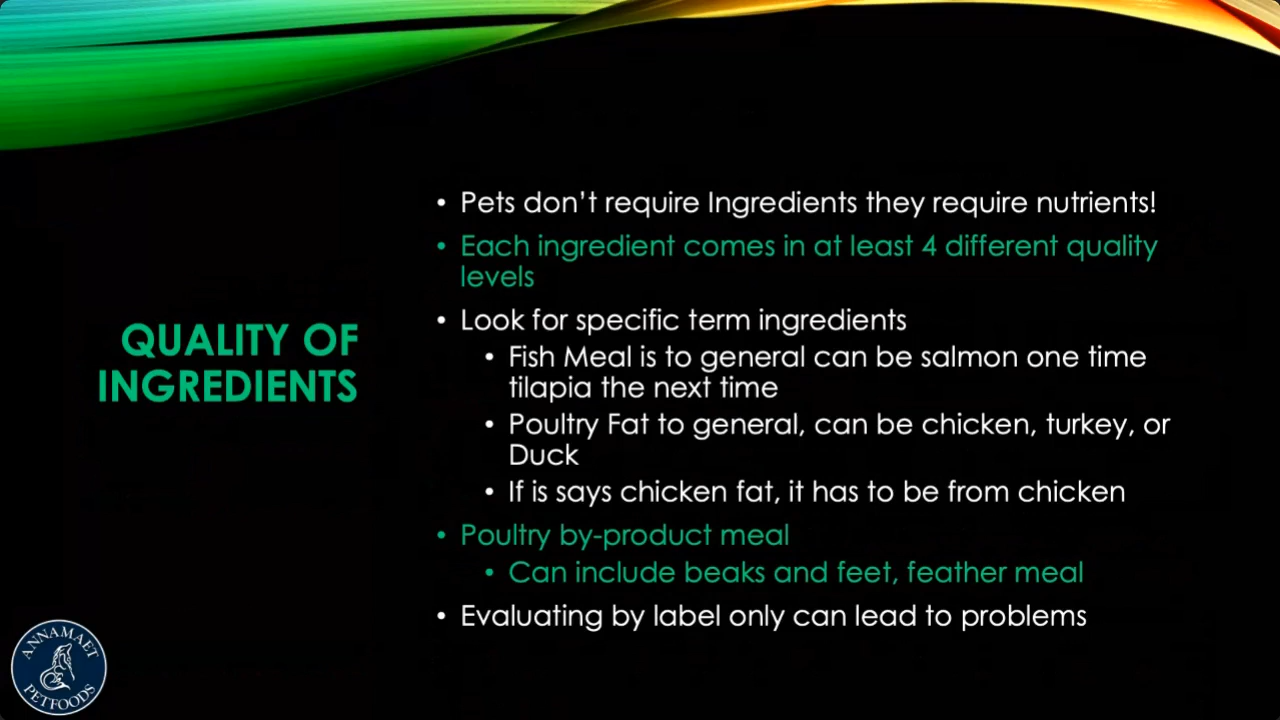 QUALITY OF
INGREDIENTS
• Pets don't require Ingredients they require nutrients!
• Each ingredient comes in at least 4 different quality
levels
• Look for specific term ingredients
• Fish Meal is to general can be salmon one time
tilapia the next time
• Poultry Fat to general, can be chicken, turkey, or
Duck
• If is says chicken fat, it has to be from chicken
• Poultry by-product meal
• Can include beaks and feet, feather meal
• Evaluating by label only can lead to problems
ANNAMAET
PETFOODS